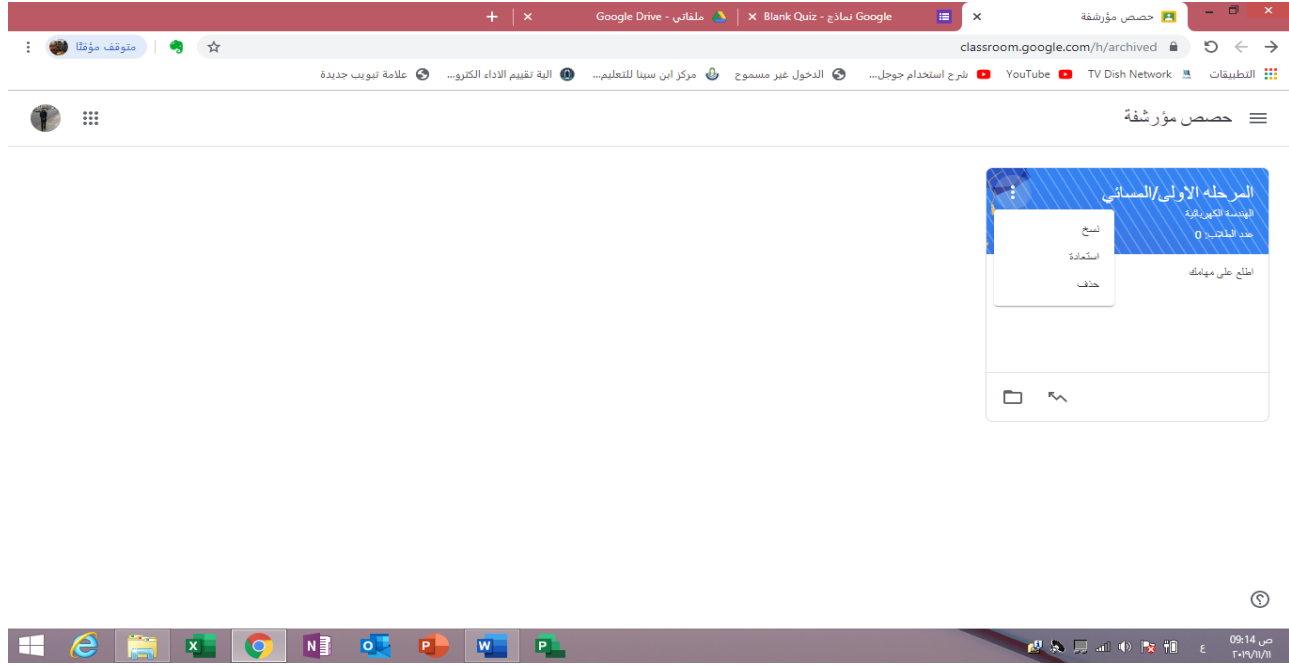 حصص مؤرشفة
Google نماذج - Blank Quiz
ملفاتي - Google Drive
classroom.google.com/h/archived
متوقف مؤقتًا
التطبيقات
TV Dish Network
YouTube
شرح استخدام جوجل...
الدخول غير مسموح
مركز ابن سينا للتعليم...
الية تقييم الاداء الكترو...
علامة تبويب جديدة
حصص مؤرشفة
المرحله الاولى/المسائي
الهندسة الكهربائية
عدد الطلاب: 0
نسخ
استعادة
حذف
اطلع على مهامك
ع
09:14 ص
٢٠١٩/١١/١١